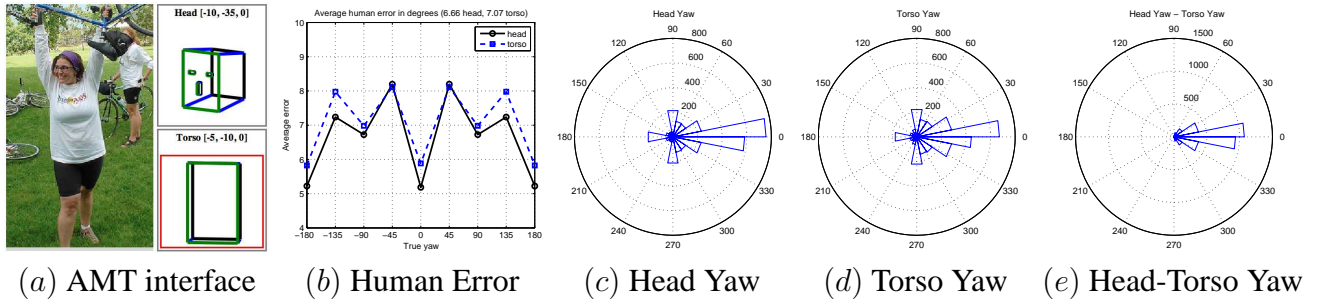 Head [-10, -35, 0]
Torso [-5, -10, 0]
(a) AMT interface
Average human error in degrees (6.66 head, 7.07 torso)
head
torso
Average error
10
9
8
7
6
5
4
−180 −135 −90 −45 0 45 90 135 180
True yaw
(b) Human Error
Head Yaw
90
120 800 60
600
150 30
400
200
180 0
210 330
240 300
270
(c) Head Yaw
Torso Yaw
90
120 800 60
600
150 30
400
200
180 0
210 330
240 300
270
(d) Torso Yaw
Head Yaw − Torso Yaw
90
120 1500 60
1000
150 30
500
180 0
210 330
240 300
270
(e) Head-Torso Yaw